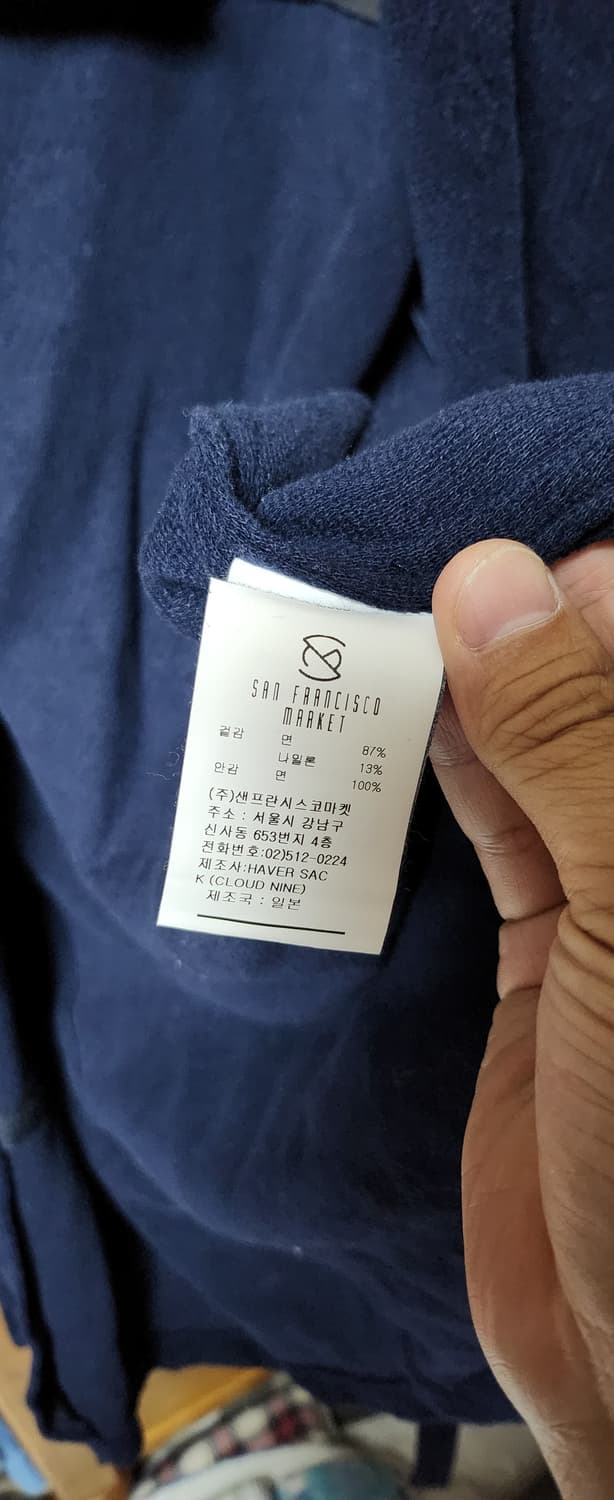 SAN FRANCISCO
MARKET
겉감 면 87%
나일론 13%
안감 면 100%
(주)샌프란시스코마켓
주소 : 서울시 강남구
신사동 653번지 4층
전화번호:02)512-0224
제조사:HAVER SAC
K (CLOUD NINE)
제조국 : 일본